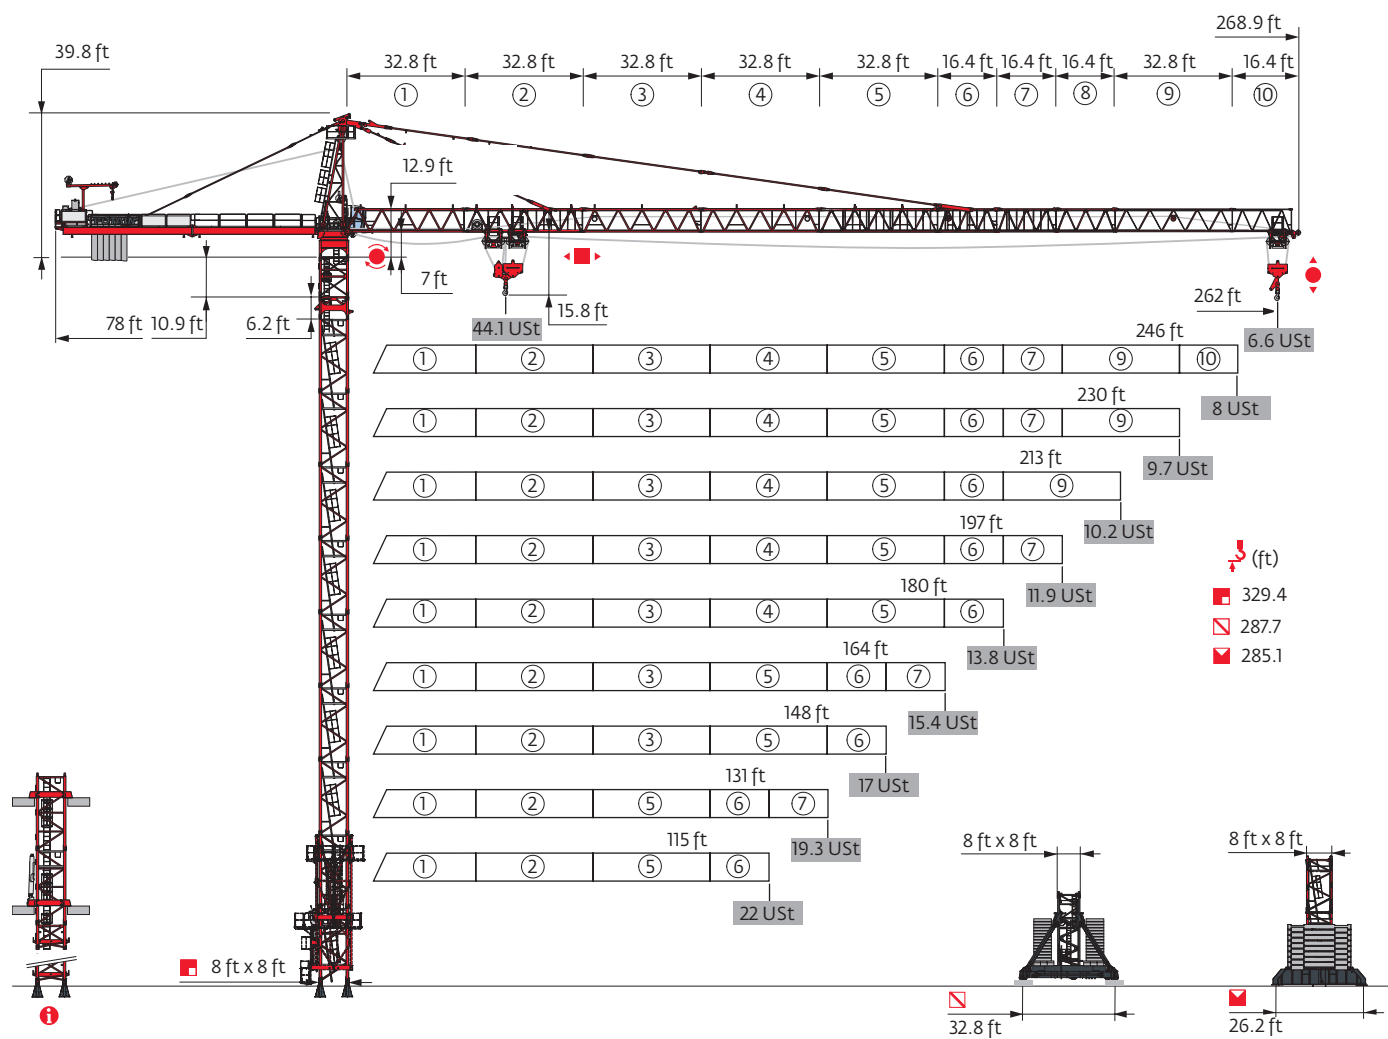 268.9 ft
39.8 ft
32.8 ft 32.8 ft 32.8 ft 32.8 ft 32.8 ft 16.4 ft 16.4 ft 16.4 ft 32.8 ft 16.4 ft
① ② ③ ④ ⑤ ⑥ ⑦ ⑧ ⑨ ⑩
12.9 ft
7 ft
15.8 ft
262 ft
78 ft 10.9 ft 6.2 ft
44.1 USt
6.6 USt
246 ft
① ② ③ ④ ⑤ ⑥ ⑦ ⑨ ⑩
8 USt
230 ft
① ② ③ ④ ⑤ ⑥ ⑦ ⑨
9.7 USt
213 ft
① ② ③ ④ ⑤ ⑥ ⑨
10.2 USt
197 ft
① ② ③ ④ ⑤ ⑥ ⑦
11.9 USt
(ft)
329.4
287.7
285.1
180 ft
① ② ③ ④ ⑤ ⑥
13.8 USt
164 ft
① ② ③ ⑤ ⑥ ⑦
15.4 USt
148 ft
① ② ③ ⑤ ⑥
17 USt
131 ft
① ② ⑤ ⑥ ⑦
19.3 USt
115 ft
① ② ⑤ ⑥
22 USt
8 ft x 8 ft
8 ft x 8 ft
8 ft x 8 ft
i
32.8 ft
26.2 ft